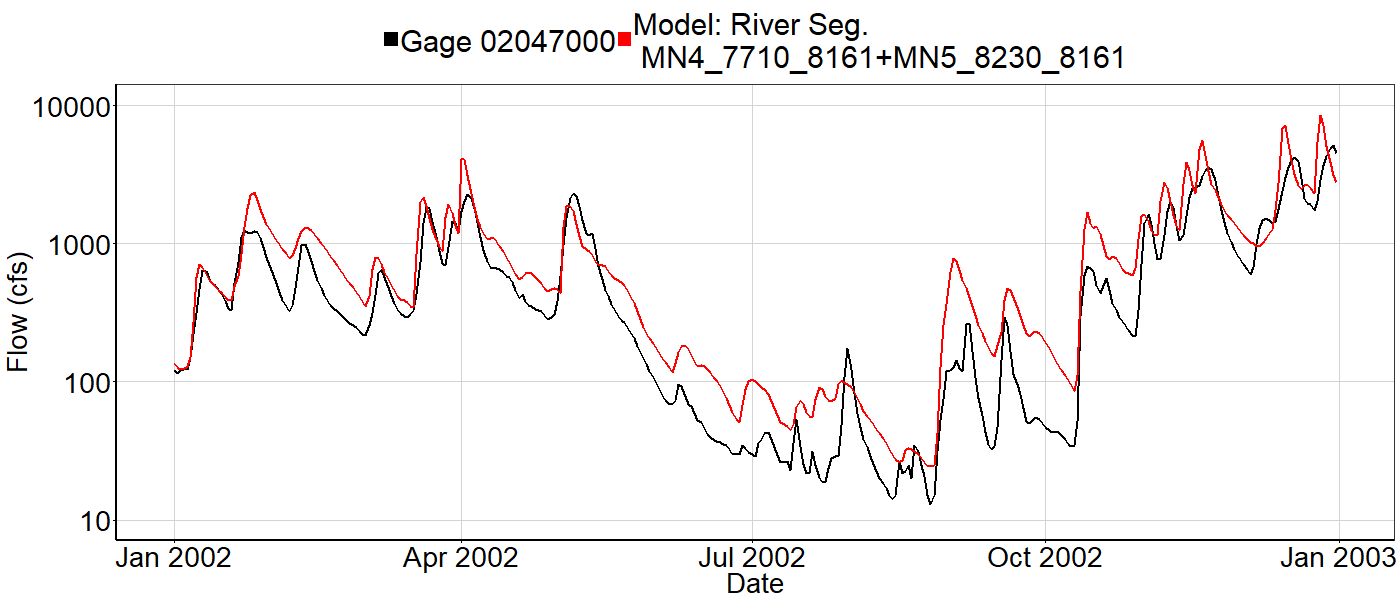 Gage 02047000
Model: River Seg.
MN4_7710_8161+MN5_8230_8161
10000
1000
100
10
Flow (cfs)
Jan 2002 Apr 2002 Jul 2002 Oct 2002 Jan 2003
Date